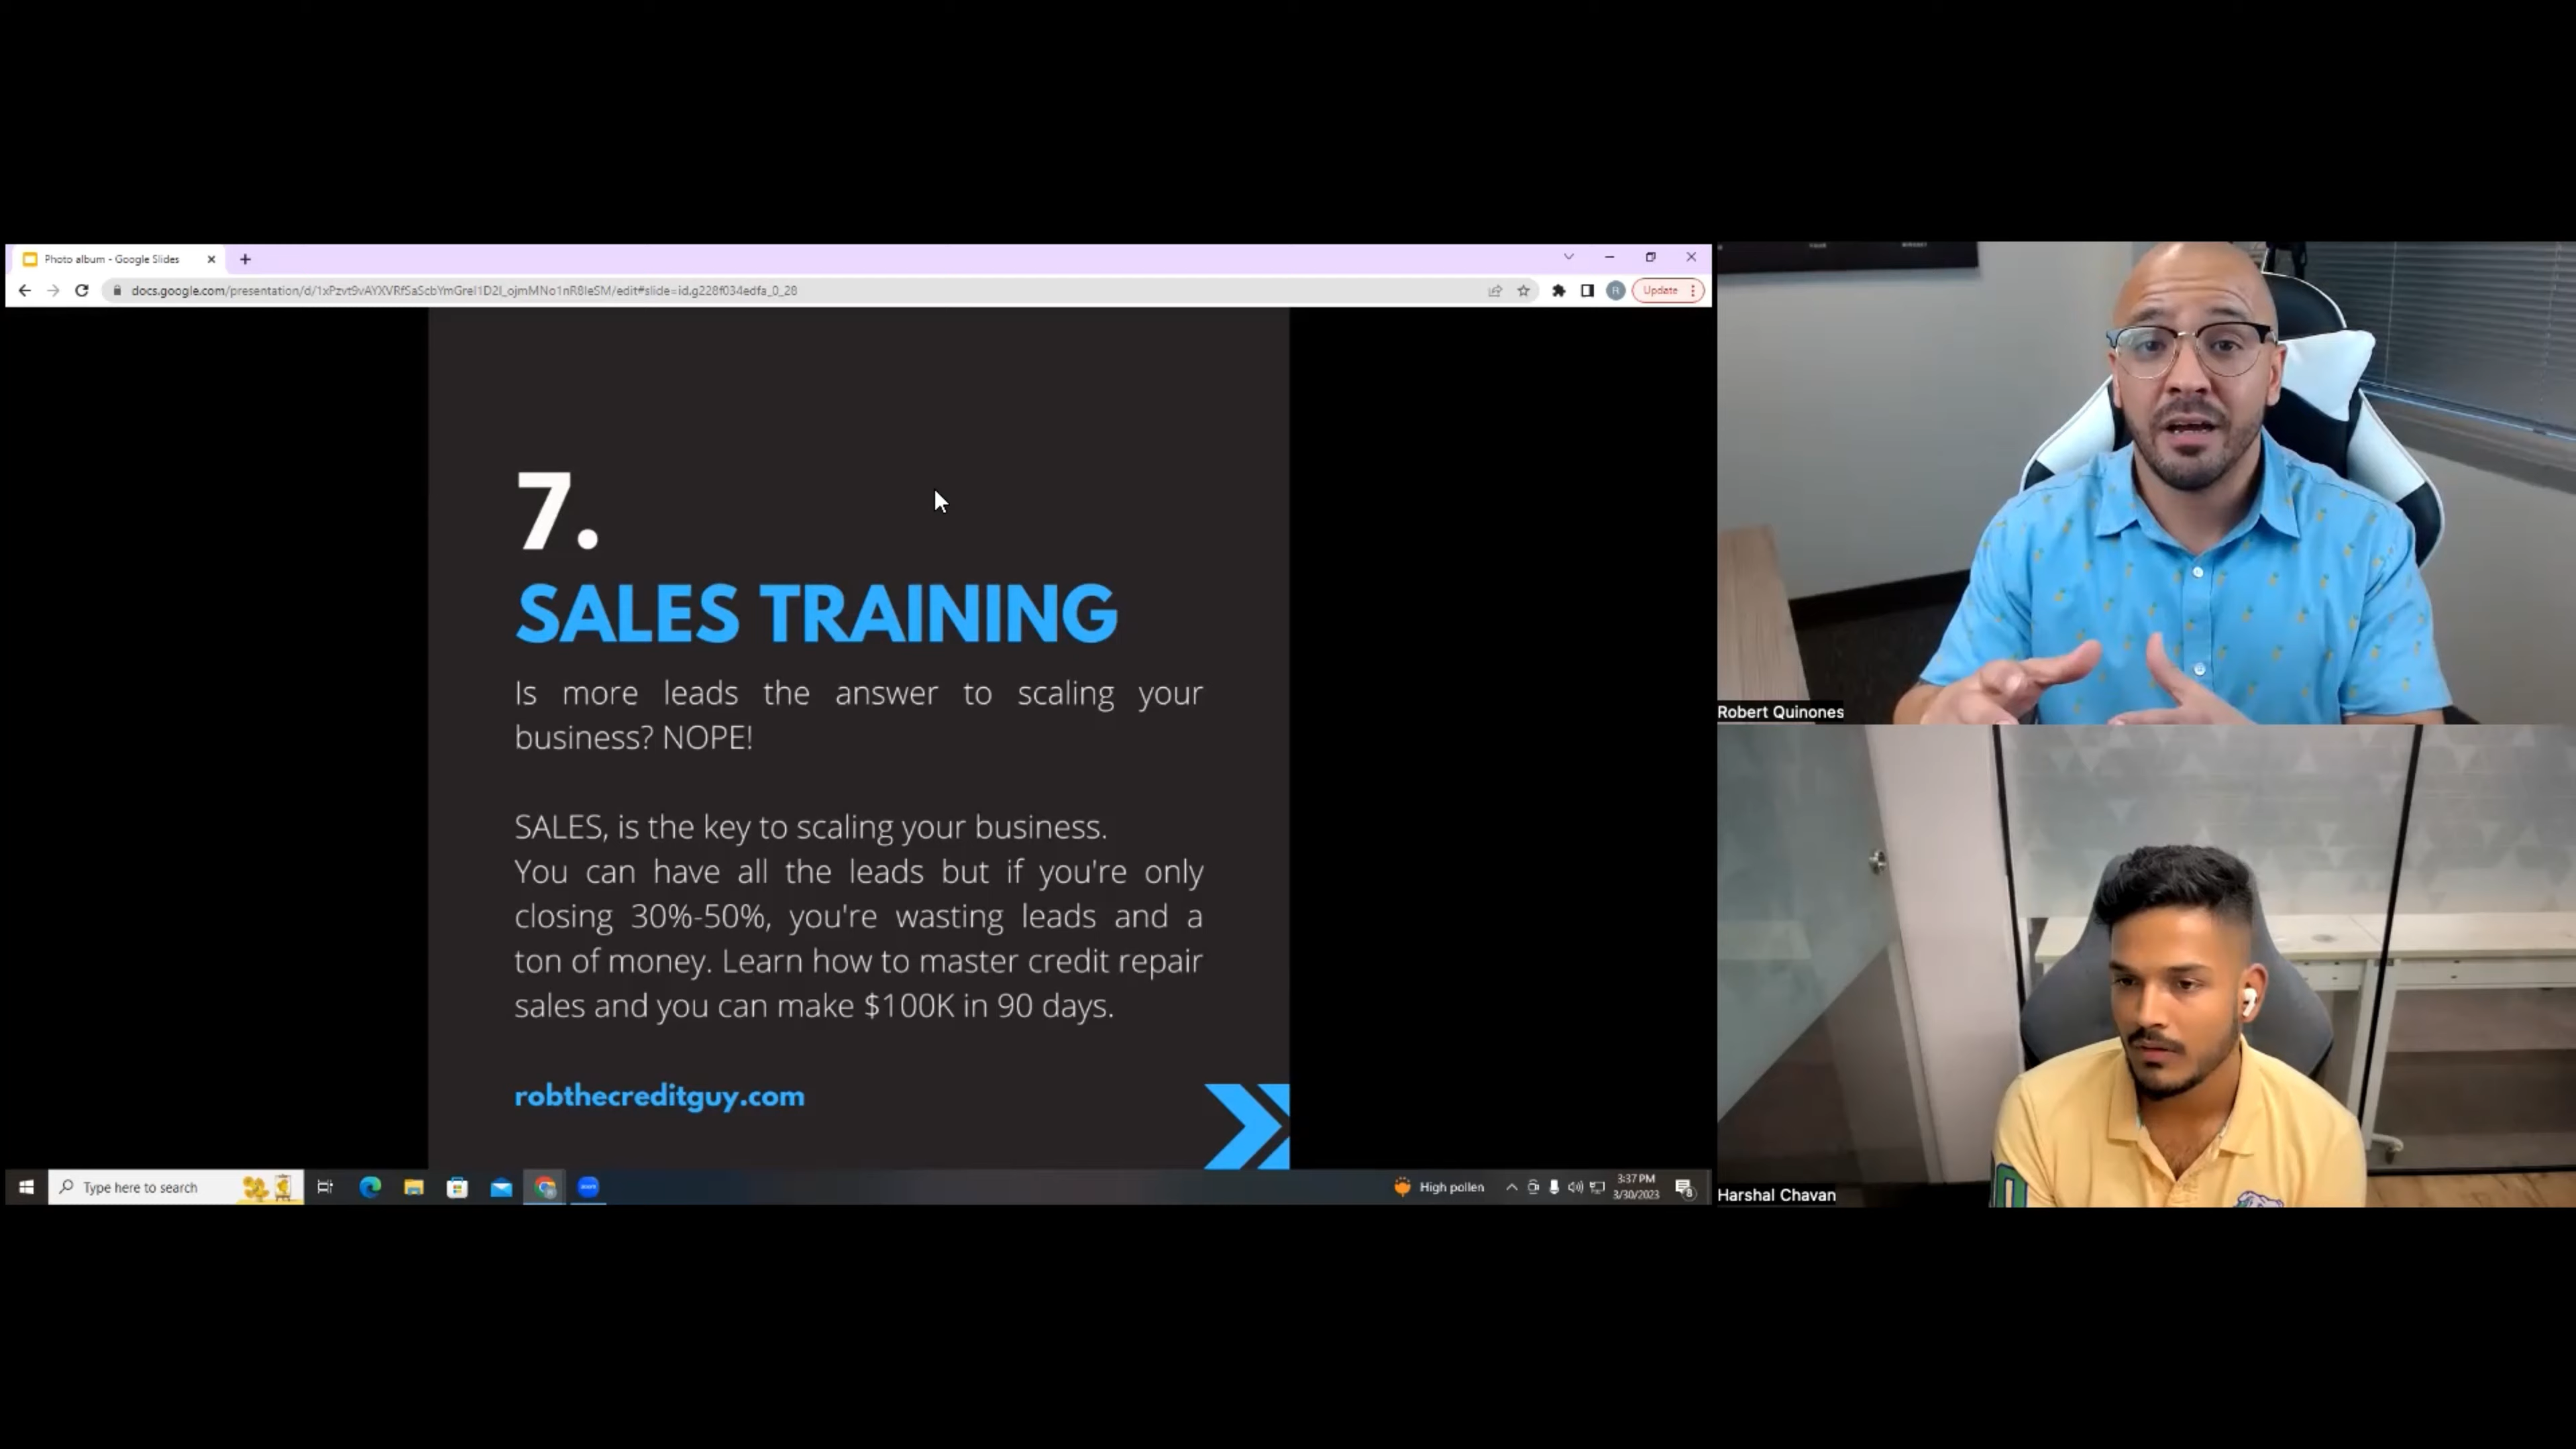 Photo album - Google Slides
docs.google.com/presentation/d/1xPzvt9vAYXVRfSaScbYmGreI1D2I_ojmMNo1nR8IeSM/edit#slide=id.g228f034edfa_0_28
R
Update
7.
SALES TRAINING
Is more leads the answer to scaling your
business? NOPE!
SALES, is the key to scaling your business.
You can have all the leads but if you're only
closing 30%-50%, you're wasting leads and a
ton of money. Learn how to master credit repair
sales and you can make $100K in 90 days.
robthecreditguy.com
Type here to search
High pollen
3:37 PM
3/30/2023
8
Robert Quinones
Harshal Chavan